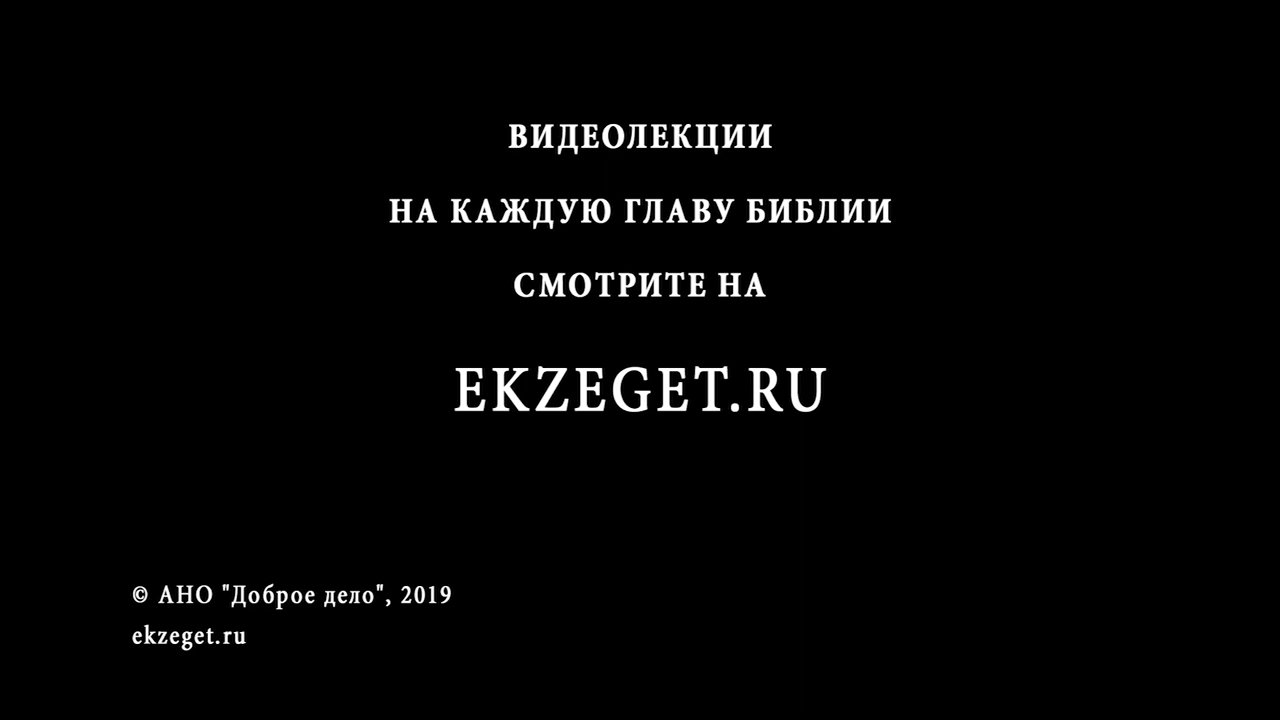 ВИДЕОЛЕКЦИИ
НА КАЖДУЮ ГЛАВУ БИБЛИИ
СМОТРИТЕ НА
EKZEGET.RU
© АНО "Доброе дело", 2019
ekzeget.ru